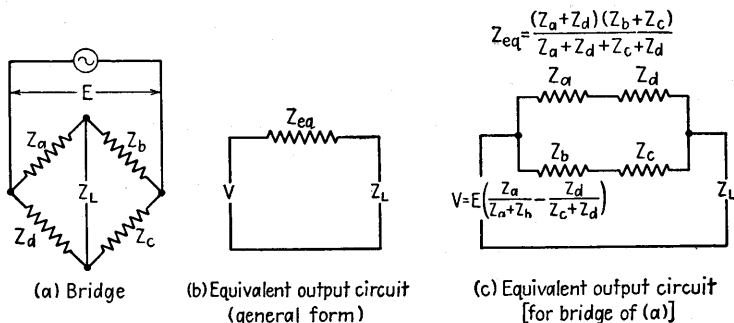 E
Z_a
Z_b
Z_L
Z_d
Z_c
(a) Bridge
Z_eq
V
Z_L
(b) Equivalent output circuit
(general form)
Z_eq=(Z_a+Z_d)(Z_b+Z_c)/Z_a+Z_d+Z_c+Z_d
Z_a Z_d
Z_b Z_c
V=E(Z_a/Z_a+Z_b - Z_d/Z_c+Z_d)
Z_L
(c) Equivalent output circuit
[for bridge of (a)]